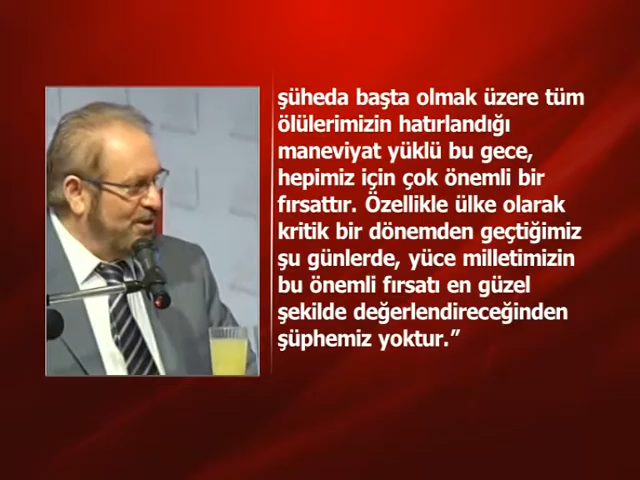 şüheda başta olmak üzere tüm
ölülerimizin hatırlandığı
maneviyat yüklü bu gece,
hepimiz için çok önemli bir
fırsattır. Özellikle ülke olarak
kritik bir dönemden geçtiğimiz
şu günlerde, yüce milletimizin
bu önemli fırsatı en güzel
şekilde değerlendireceğinden
şüphemiz yoktur.”